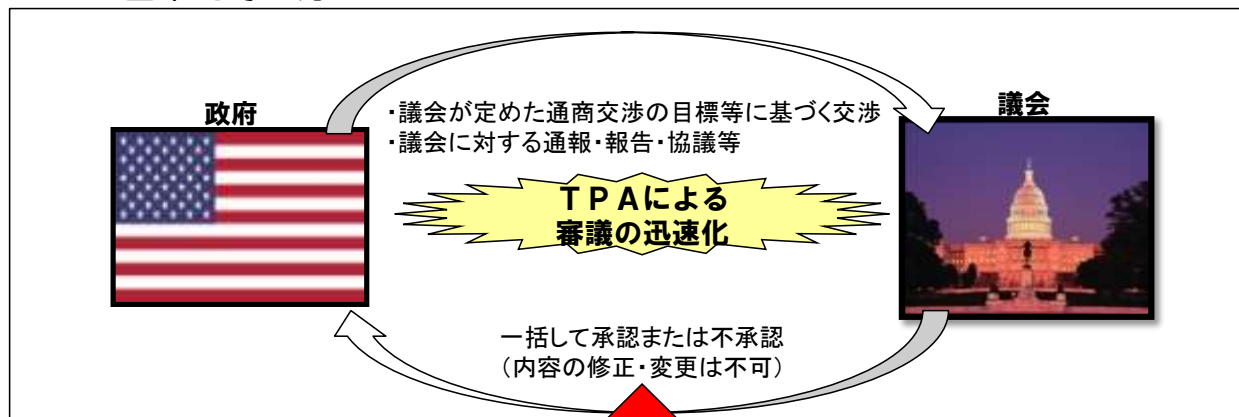 政府
議会
・議会が定めた通商交渉の目標等に基づく交渉
・議会に対する通報・報告・協議等
ＴＰＡによる
審議の迅速化
一括して承認または不承認
（内容の修正・変更は不可）